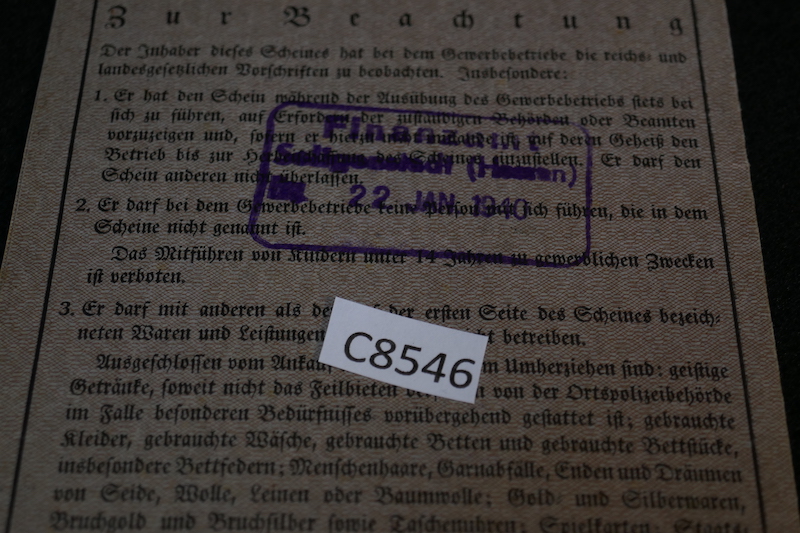 Zur Beachtung
Der Inhaber dieses Scheines hat bei dem Gewerbebetriebe die reichs- und
landesgesetzlichen Vorschriften zu beobachten. Insbesondere:
1. Er hat den Schein während der Ausübung des Gewerbebetriebs stets bei
sich zu führen, auf Erfordern der zuständigen Behörden oder Beamten
vorzuzeigen und, sofern er hierzu nicht imstande ist, auf deren Geheiß den
Betrieb bis zur des Scheines einzustellen. Er darf den
Schein anderen nicht überlassen.
Finanzamt
(Hessen)
22. JAN. 1940
2. Er darf bei dem Gewerbebetriebe keine Person mit sich führen, die in dem
Scheine nicht genannt ist.
Das Mitführen von Kindern unter 14 Jahren zu gewerblichen Zwecken
ist verboten.
3. Er darf mit anderen als der ersten Seite des Scheines bezeich-
neten Waren und Leistungen betreiben.
C8546
Ausgeschlossen vom Umherziehen sind: geistige
Getränke, soweit nicht das Feilbieten von der Ortspolizeibehörde
im Falle besonderen Bedürfnisses vorübergehend gestattet ist; gebrauchte
Kleider, gebrauchte Wäsche, gebrauchte Betten und gebrauchte Bettstücke,
insbesondere Bettfedern; Menschenhaare, Garnabfälle, Enden und Dräumen
von Seide, Wolle, Leinen oder Baumwolle; Gold- und Silberwaren,
Bruchgold und Bruchsilber sowie Taschenuhren; Spielkarten; Staats-